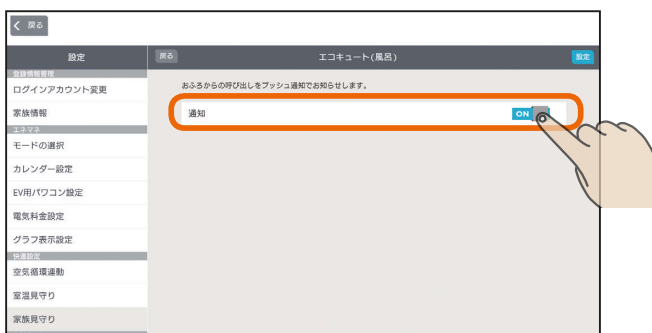 戻る
設定
戻る
エコキュート(風呂)
設定
登録情報管理
ログインアカウント変更
家族情報
エネマネ
モードの選択
カレンダー設定
EV用パワコン設定
電気料金設定
グラフ表示設定
快適設定
空気循環連動
室温見守り
家族見守り
おふろからの呼び出しをプッシュ通知でお知らせします。
通知
ON